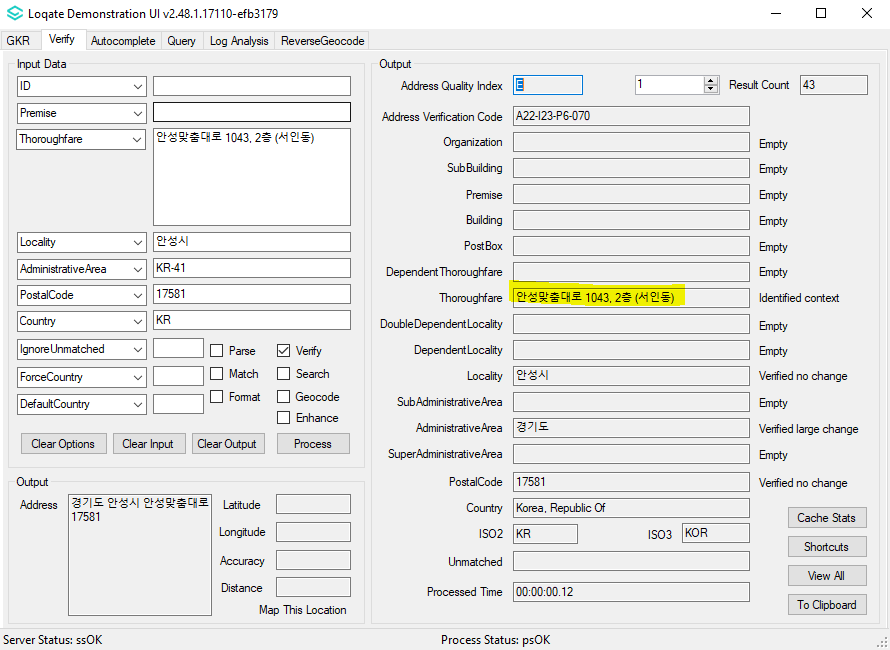 Loqate Demonstration UI v2.48.1.17110-efb3179
GKR Verify Autocomplete Query Log Analysis ReverseGeocode
Input Data
ID
Premise
Thoroughfare 안성맞춤대로 1043, 2층 (서인동)
Locality 안성시
AdministrativeArea KR-41
PostalCode 17581
Country KR
IgnoreUnmatched Parse Verify
ForceCountry Match Search
DefaultCountry Format Geocode
Enhance
Clear Options Clear Input Clear Output Process
Output
Address 경기도 안성시 안성맞춤대로
17581
Latitude
Longitude
Accuracy
Distance
Map This Location
Output
Address Quality Index E 1 Result Count 43
Address Verification Code A22-I23-P6-070
Organization Empty
SubBuilding Empty
Premise Empty
Building Empty
PostBox Empty
DependentThoroughfare Empty
Thoroughfare 안성맞춤대로 1043, 2층 (서인동) Identified context
DoubleDependentLocality Empty
DependentLocality Empty
Locality 안성시 Verified no change
SubAdministrativeArea Empty
AdministrativeArea 경기도 Verified large change
SuperAdministrativeArea Empty
PostalCode 17581 Verified no change
Country Korea, Republic Of
ISO2 KR ISO3 KOR
Unmatched
Processed Time 00:00:00.12
Cache Stats
Shortcuts
View All
To Clipboard
Server Status: ssOK Process Status: psOK